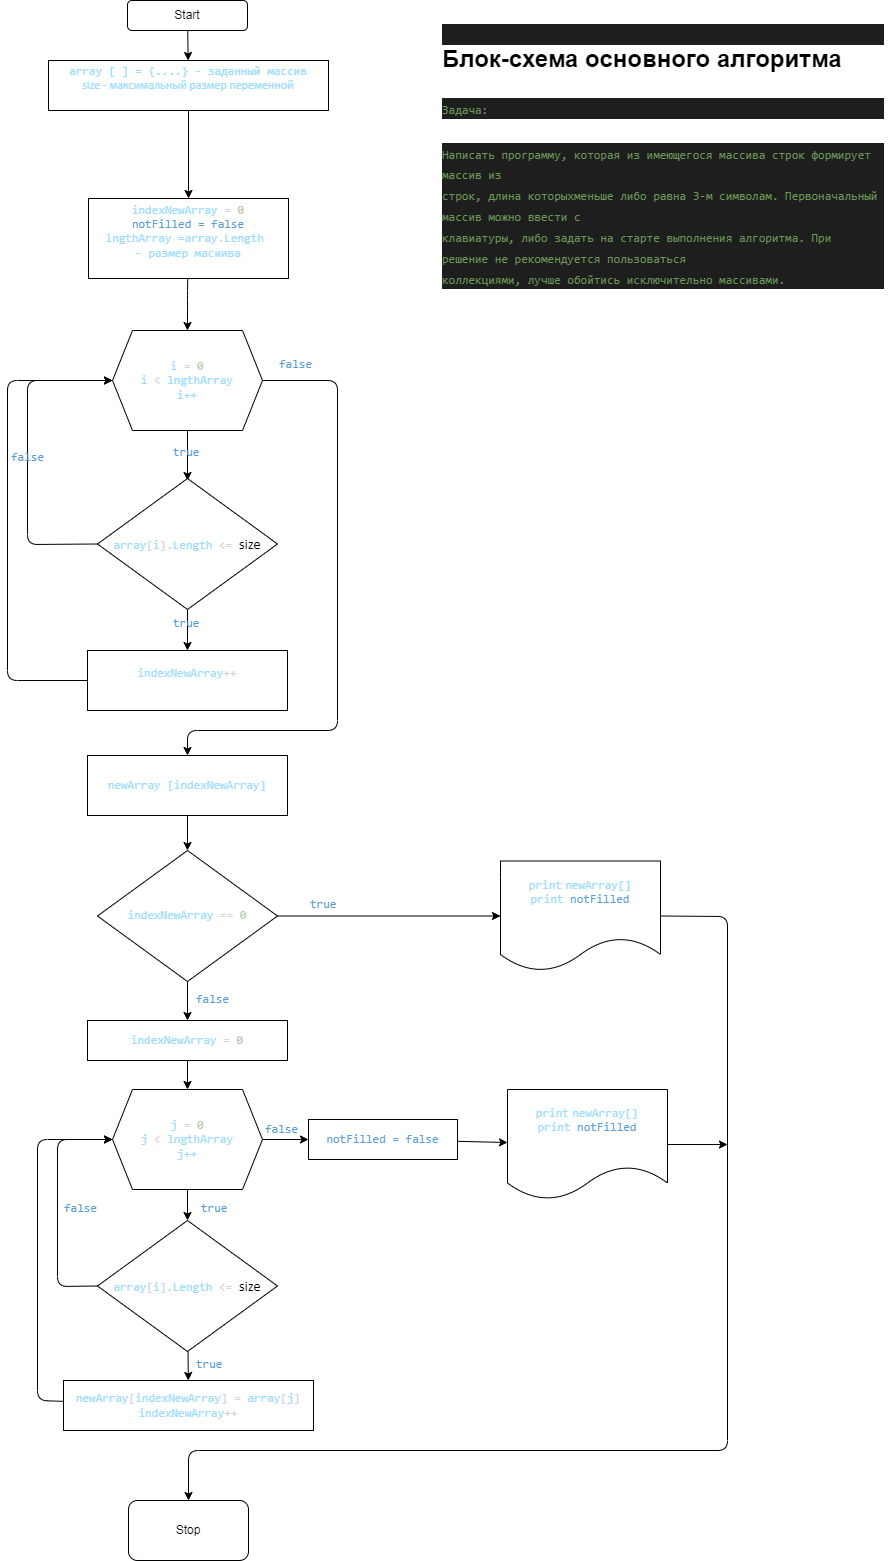 Start
array [ ] = {....} - заданный массив
size - максимальный размер переменной
Блок-схема основного алгоритма
Задача:
Написать программу, которая из имеющегося массива строк формирует
массив из
строк, длина которыхменьше либо равна 3-м символам. Первоначальный
массив можно ввести с
клавиатуры, либо задать на старте выполнения алгоритма. При
решение не рекомендуется пользоваться
коллекциями, лучше обойтись исключительно массивами.
indexNewArray = 0
notFilled = false
lngthArray =array.Length
- размер масиива
i = 0
i < lngthArray
i++
false
true
false
array[i].Length <= size
true
indexNewArray++
newArray [indexNewArray]
indexNewArray == 0
true
print newArray[]
print notFilled
false
indexNewArray = 0
j = 0
j < lngthArray
j++
false
notFilled = false
print newArray[]
print notFilled
false
true
array[i].Length <= size
true
newArray[indexNewArray] = array[j]
indexNewArray++
Stop